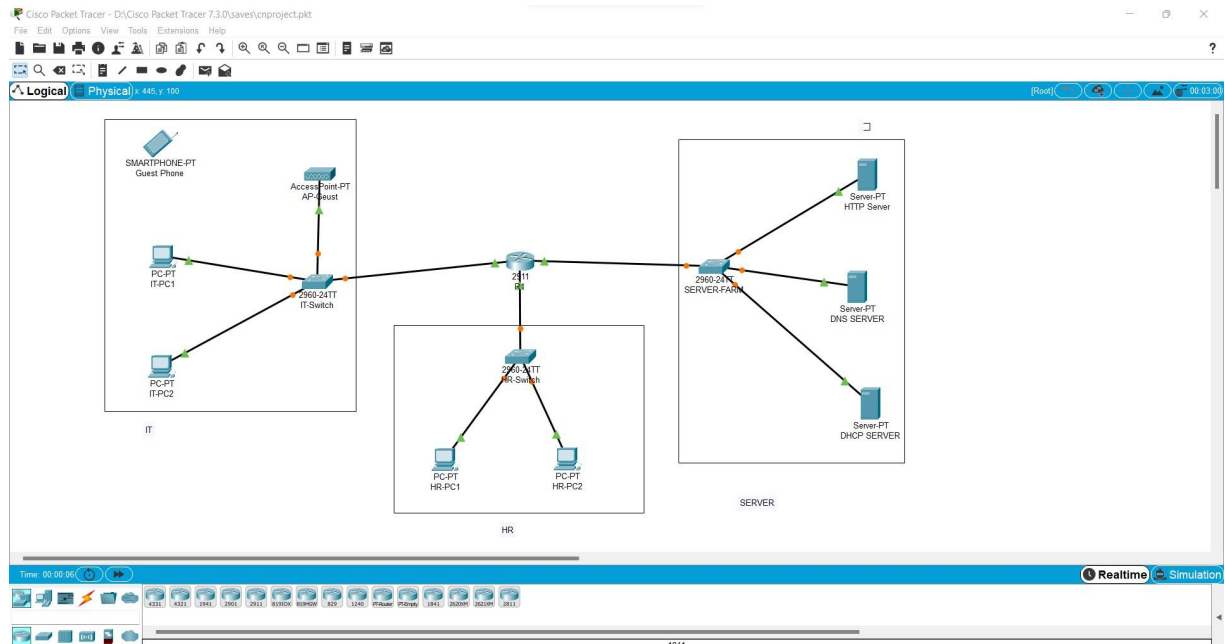 Cisco Packet Tracer - D:\Cisco Packet Tracer 7.3.0\saves\cnproject.pkt
File Edit Options View Tools Extensions Help
?
Logical Physical x: 445, y: 100 [Root] 00:03:00
SMARTPHONE-PT
Guest Phone
AccessPoint-PT
AP-Geust
PC-PT
IT-PC1
2960-24TT
IT-Switch
PC-PT
IT-PC2
IT
2911
R1
2960-24TT
HR-Switch
PC-PT
HR-PC1
PC-PT
HR-PC2
HR
2960-24TT
SERVER-FARM
Server-PT
HTTP Server
Server-PT
DNS SERVER
Server-PT
DHCP SERVER
SERVER
Time: 00:00:06 Realtime Simulation
4331 4321 1941 2901 2911 819IOX 819HGW 829 1240 PT-Router PT-Empty 1841 2620XM 2621XM 2811